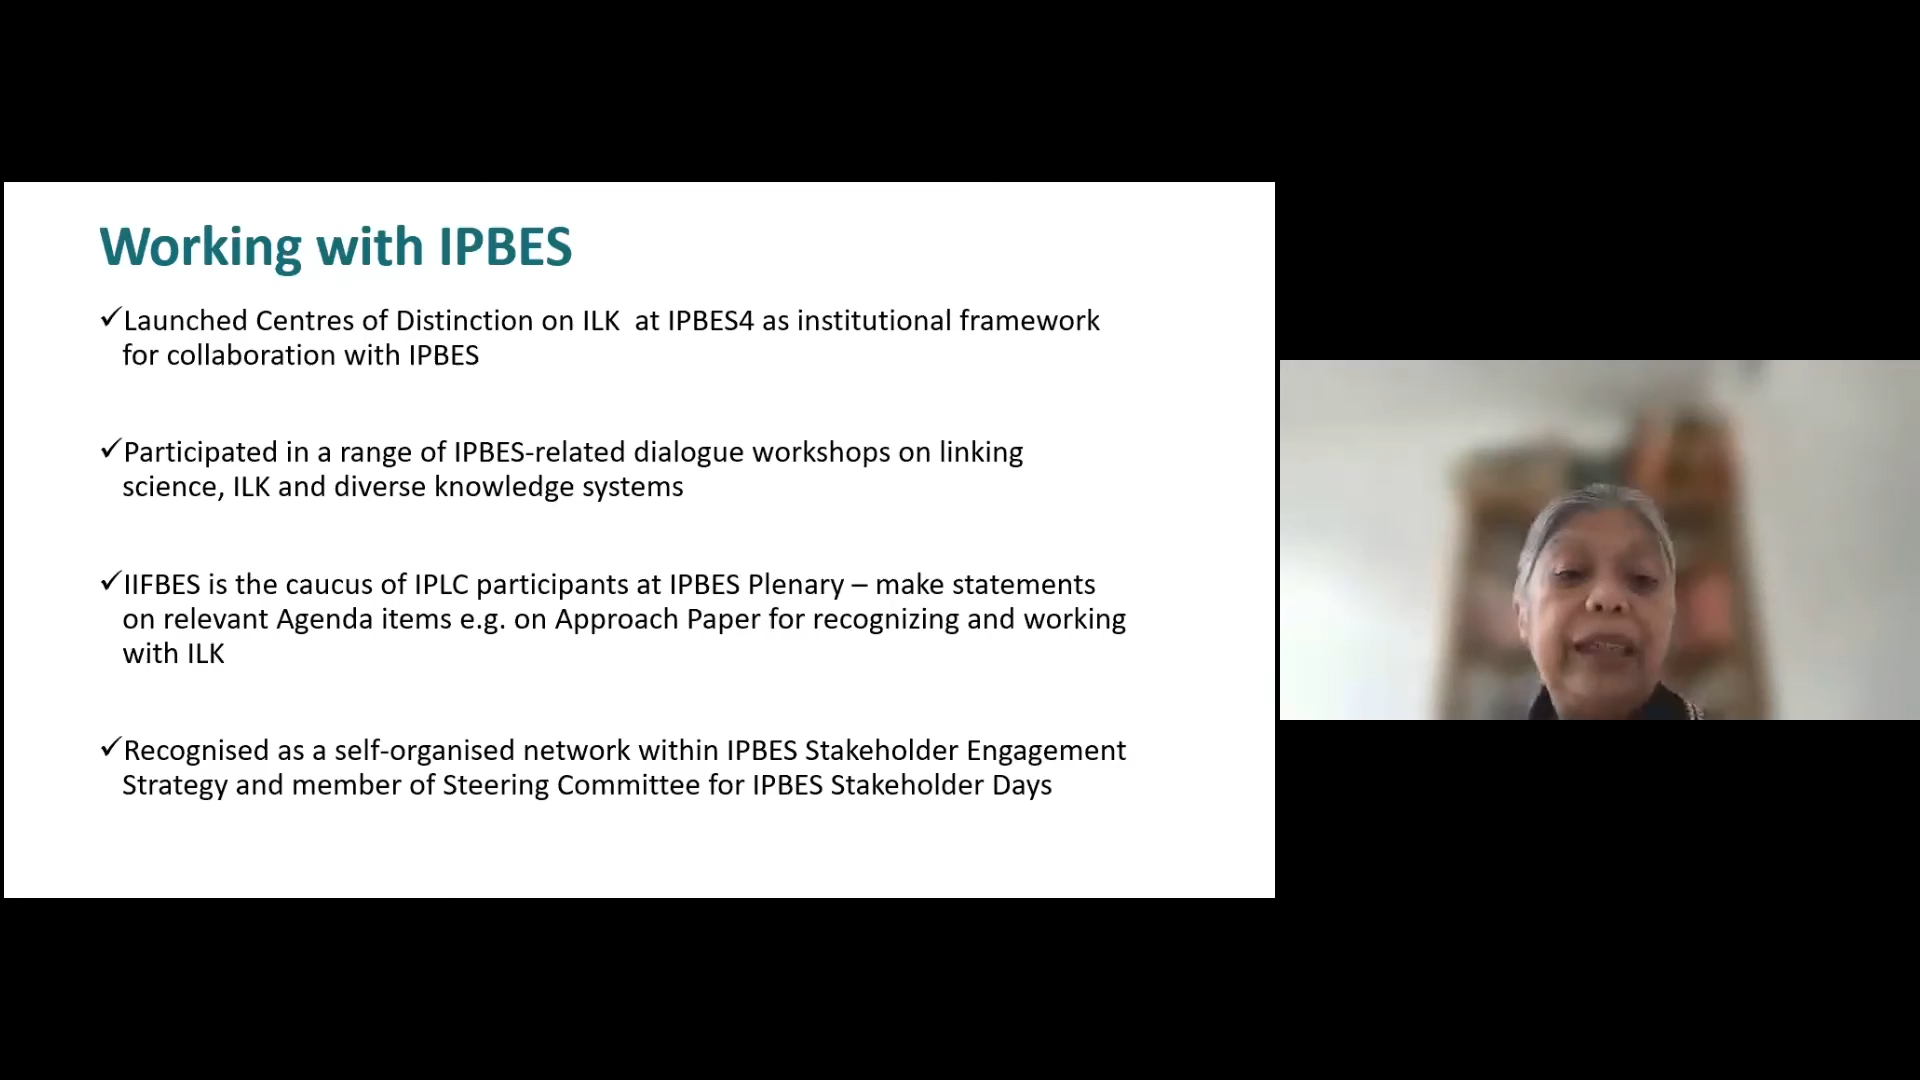 Working with IPBES
✓Launched Centres of Distinction on ILK  at IPBES4 as institutional framework
for collaboration with IPBES
✓Participated in a range of IPBES-related dialogue workshops on linking
science, ILK and diverse knowledge systems
✓IIFBES is the caucus of IPLC participants at IPBES Plenary – make statements
on relevant Agenda items e.g. on Approach Paper for recognizing and working
with ILK
✓Recognised as a self-organised network within IPBES Stakeholder Engagement
Strategy and member of Steering Committee for IPBES Stakeholder Days